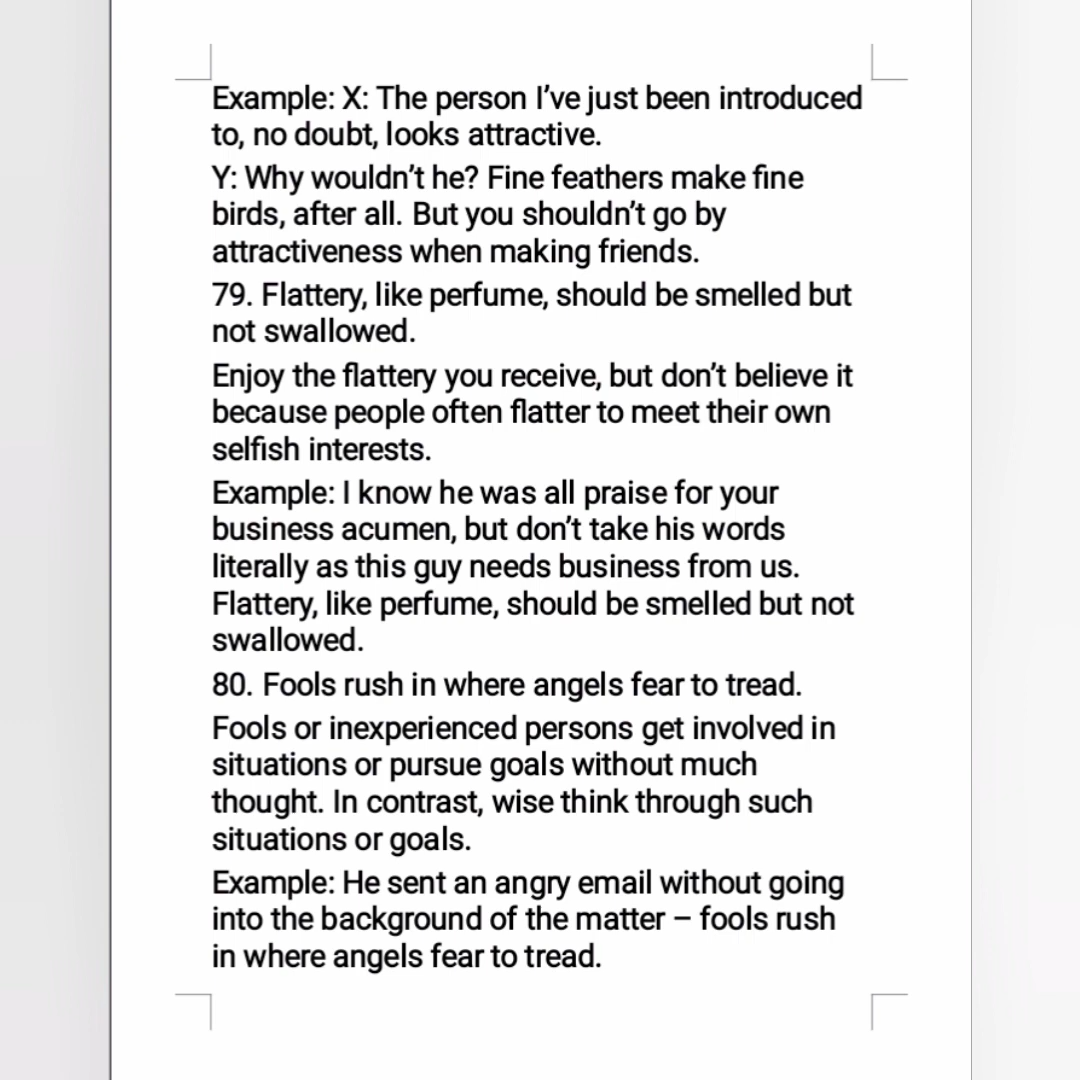 Example: X: The person I’ve just been introduced
to, no doubt, looks attractive.
Y: Why wouldn’t he? Fine feathers make fine
birds, after all. But you shouldn’t go by
attractiveness when making friends.
79. Flattery, like perfume, should be smelled but
not swallowed.
Enjoy the flattery you receive, but don’t believe it
because people often flatter to meet their own
selfish interests.
Example: I know he was all praise for your
business acumen, but don’t take his words
literally as this guy needs business from us.
Flattery, like perfume, should be smelled but not
swallowed.
80. Fools rush in where angels fear to tread.
Fools or inexperienced persons get involved in
situations or pursue goals without much
thought. In contrast, wise think through such
situations or goals.
Example: He sent an angry email without going
into the background of the matter – fools rush
in where angels fear to tread.